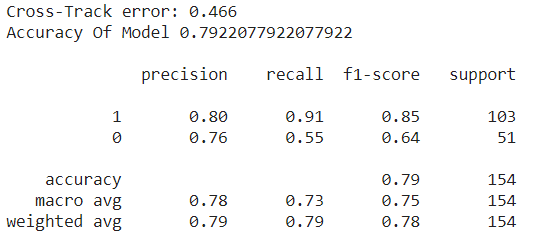 Cross-Track error: 0.466
Accuracy Of Model 0.7922077922077922
precision recall f1-score support
1 0.80 0.91 0.85 103
0 0.76 0.55 0.64 51
accuracy 0.79 154
macro avg 0.78 0.73 0.75 154
weighted avg 0.79 0.79 0.78 154